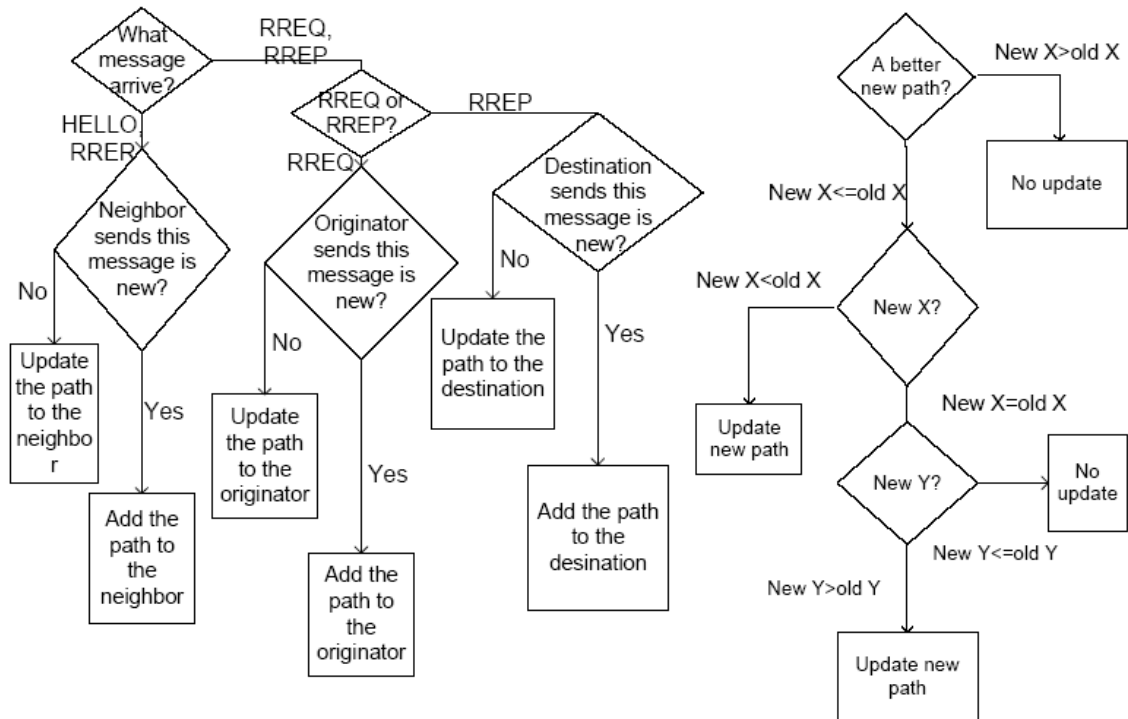 What
message
arrive?
RREQ,
RREP
HELLO,
RRER
RREQ or
RREP?
RREP
RREQ
Neighbor
sends this
message is
new?
Originator
sends this
message is
new?
Destination
sends this
message is
new?
No
Update
the path
to the
neighbo
r
Yes
Add the
path to
the
neighbor
No
Update
the path
to the
originator
Yes
Add the
path to
the
originator
No
Update the
path to the
destination
Yes
Add the path
to the
desination
A better
new path?
New X>old X
No update
New X<=old X
New X?
New X<old X
Update
new path
New X=old X
New Y?
No
update
New Y<=old Y
New Y>old Y
Update new
path